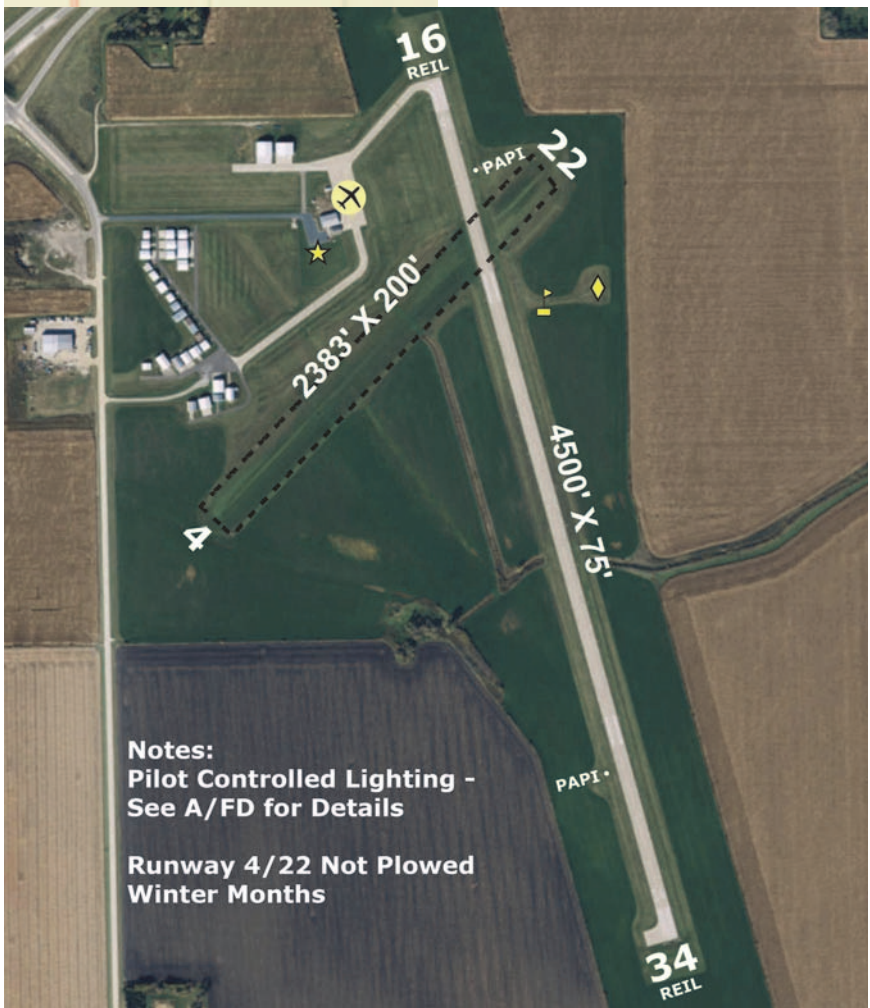 16
REIL
PAPI
22
2383' X 200'
4500' X 75'
4
Notes:
Pilot Controlled Lighting -
See A/FD for Details
Runway 4/22 Not Plowed
Winter Months
PAPI
34
REIL